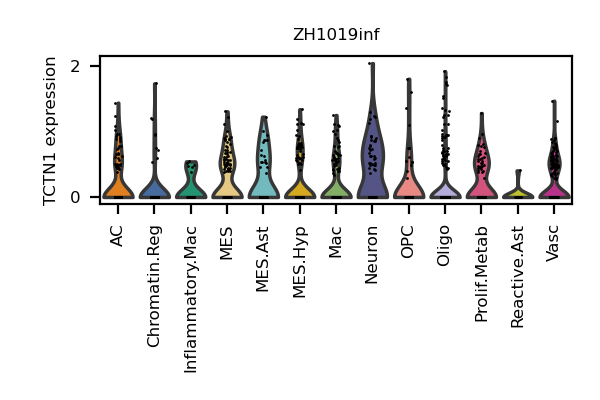 ZH1019inf
TCTN1 expression
2
0
AC
Chromatin.Reg
Inflammatory.Mac
MES
MES.Ast
MES.Hyp
Mac
Neuron
OPC
Oligo
Prolif.Metab
Reactive.Ast
Vasc